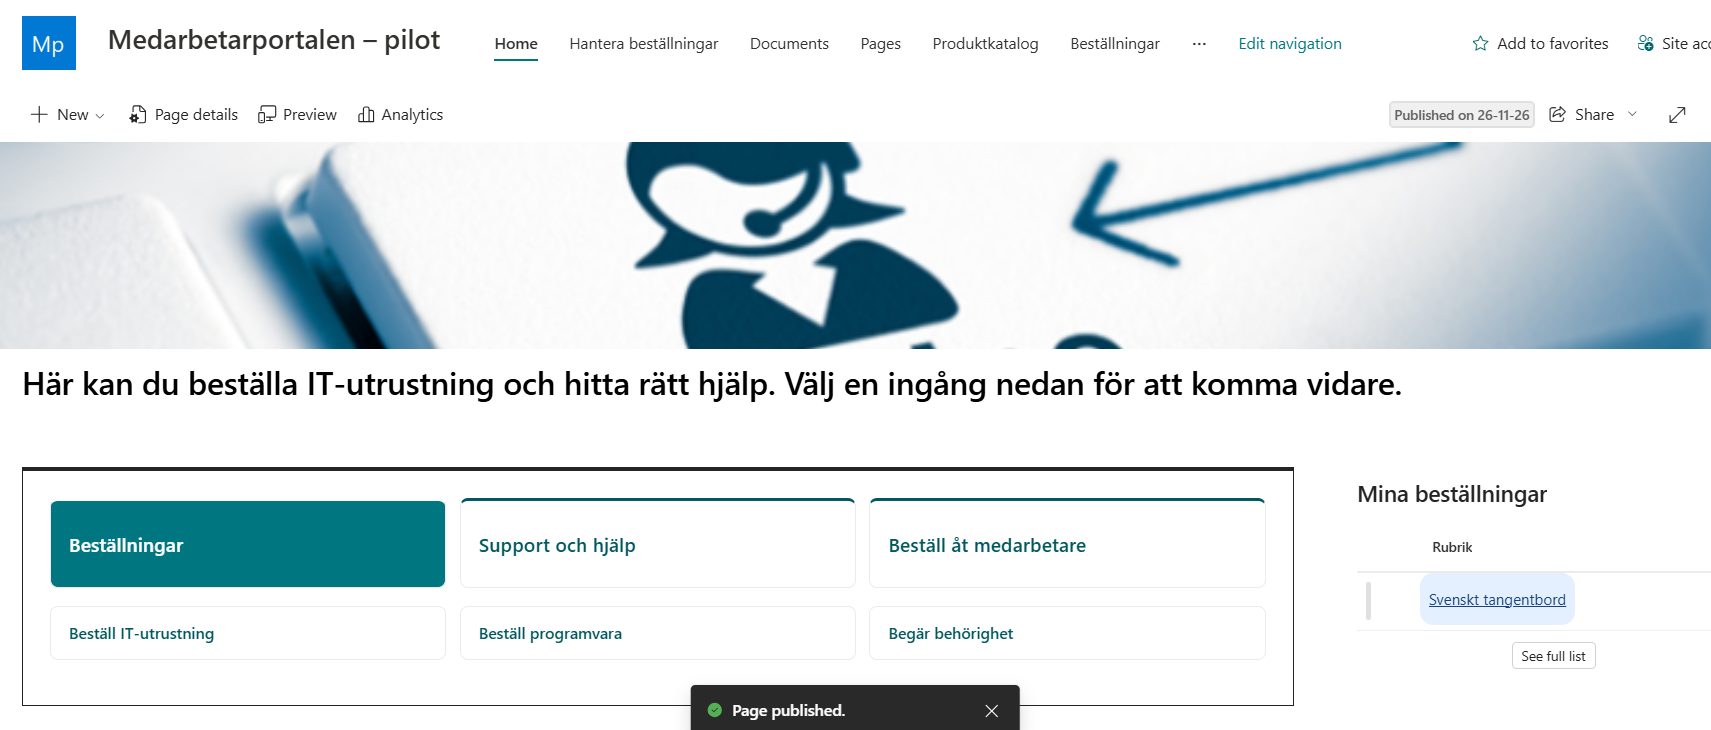 Mp
Medarbetarportalen – pilot
Home
Hantera beställningar
Documents
Pages
Produktkatalog
Beställningar
···
Edit navigation
Add to favorites
Site acc
New
Page details
Preview
Analytics
Published on 26-11-26
Share
Här kan du beställa IT-utrustning och hitta rätt hjälp. Välj en ingång nedan för att komma vidare.
Beställningar
Support och hjälp
Beställ åt medarbetare
Beställ IT-utrustning
Beställ programvara
Begär behörighet
Mina beställningar
Rubrik
Svenskt tangentbord
See full list
Page published.